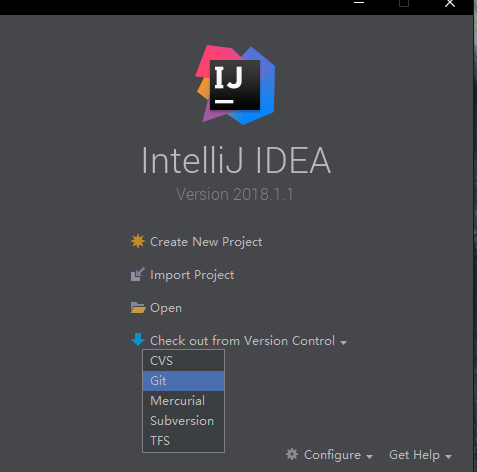 IJ
IntelliJ IDEA
Version 2018.1.1
Create New Project
Import Project
Open
Check out from Version Control
CVS
Git
Mercurial
Subversion
TFS
Configure Get Help